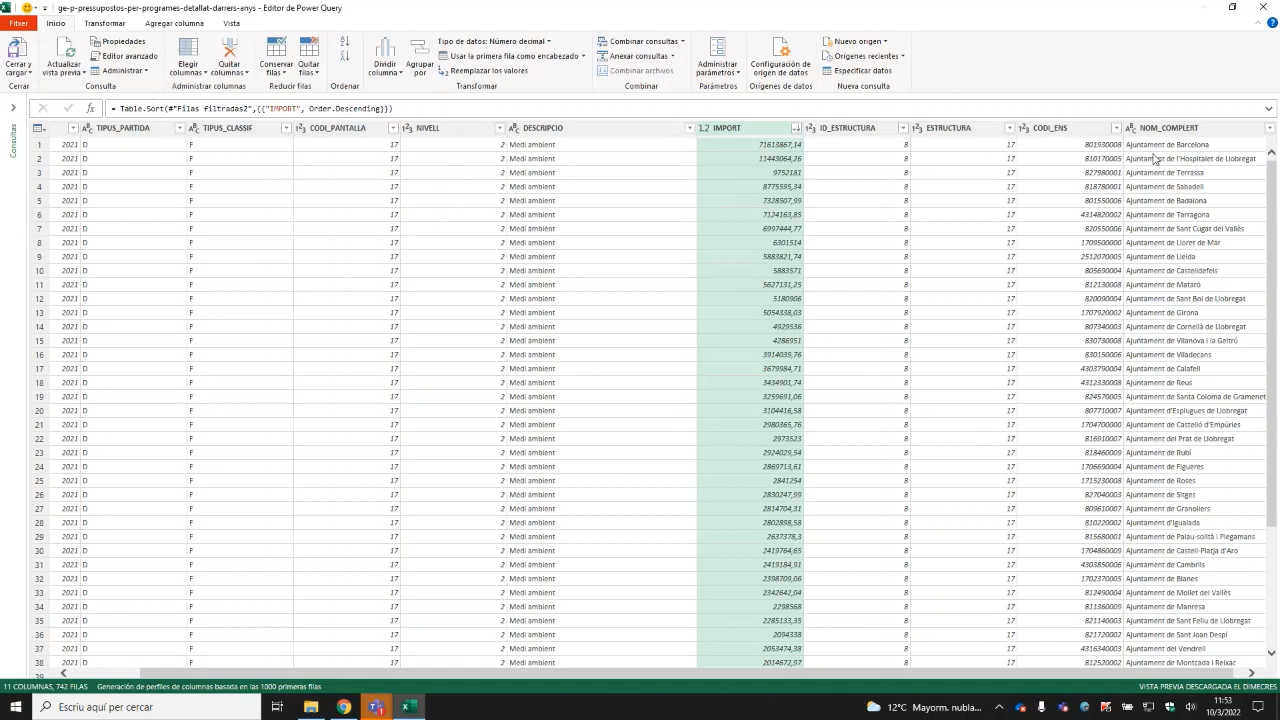 ge-p-pressupostos-per-programes-detallat-darrers-anys - Editor de Power Query
Fitxer Inicio Transformar Agregar columna Vista
Cerrar y cargar Actualizar vista previa Propiedades Editor avanzado Administrar Elegir columnas Quitar columnas Conservar filas Quitar filas Dividir columna Agrupar por Tipo de datos: Número decimal Usar la primera fila como encabezado Reemplazar los valores Combinar consultas Anexar consultas Combinar archivos Administrar parámetros Configuración de origen de datos Nuevo origen Orígenes recientes Especificar datos
Cerrar Consulta Administrar columnas Reducir filas Ordenar Transformar Combinar Parámetros Orígenes de datos Nueva consulta
= Table.Sort(#"Filas filtradas2",{{"IMPORT", Order.Descending}})
Consultas
TIPUS_PARTIDA TIPUS_CLASSIF CODI_PANTALLA NIVELL DESCRIPCIO IMPORT ID_ESTRUCTURA ESTRUCTURA CODI_ENS NOM_COMPLERT
1 2021 D F 17 2 Medi ambient 71613867,14 8 17 801930008 Ajuntament de Barcelona
2 2021 D F 17 2 Medi ambient 11443064,26 8 17 810170005 Ajuntament de l'Hospitalet de Llobregat
3 2021 D F 17 2 Medi ambient 9752181 8 17 827980001 Ajuntament de Terrassa
4 2021 D F 17 2 Medi ambient 8775595,34 8 17 818780001 Ajuntament de Sabadell
5 2021 D F 17 2 Medi ambient 7328507,99 8 17 801550006 Ajuntament de Badalona
6 2021 D F 17 2 Medi ambient 7124163,85 8 17 4314820002 Ajuntament de Tarragona
7 2021 D F 17 2 Medi ambient 6997444,77 8 17 820550006 Ajuntament de Sant Cugat del Vallès
8 2021 D F 17 2 Medi ambient 6301514 8 17 1709500000 Ajuntament de Lloret de Mar
9 2021 D F 17 2 Medi ambient 5883821,74 8 17 2512070005 Ajuntament de Lleida
10 2021 D F 17 2 Medi ambient 5883571 8 17 805690004 Ajuntament de Castelldefels
11 2021 D F 17 2 Medi ambient 5627131,25 8 17 812130008 Ajuntament de Mataró
12 2021 D F 17 2 Medi ambient 5180906 8 17 820090004 Ajuntament de Sant Boi de Llobregat
13 2021 D F 17 2 Medi ambient 5054338,03 8 17 1707920002 Ajuntament de Girona
14 2021 D F 17 2 Medi ambient 4929536 8 17 807340003 Ajuntament de Cornellà de Llobregat
15 2021 D F 17 2 Medi ambient 4286951 8 17 830730008 Ajuntament de Vilanova i la Geltrú
16 2021 D F 17 2 Medi ambient 3914039,76 8 17 830150006 Ajuntament de Viladecans
17 2021 D F 17 2 Medi ambient 3679984,71 8 17 4303790004 Ajuntament de Calafell
18 2021 D F 17 2 Medi ambient 3434901,74 8 17 4312330008 Ajuntament de Reus
19 2021 D F 17 2 Medi ambient 3259691,06 8 17 824570005 Ajuntament de Santa Coloma de Gramenet
20 2021 D F 17 2 Medi ambient 3104416,58 8 17 807710007 Ajuntament d'Esplugues de Llobregat
21 2021 D F 17 2 Medi ambient 2980365,76 8 17 1704700000 Ajuntament de Castelló d'Empúries
22 2021 D F 17 2 Medi ambient 2973523 8 17 816910007 Ajuntament del Prat de Llobregat
23 2021 D F 17 2 Medi ambient 2924029,54 8 17 818460009 Ajuntament de Rubí
24 2021 D F 17 2 Medi ambient 2869713,61 8 17 1706690004 Ajuntament de Figueres
25 2021 D F 17 2 Medi ambient 2841254 8 17 1715230008 Ajuntament de Roses
26 2021 D F 17 2 Medi ambient 2830247,99 8 17 827040003 Ajuntament de Sitges
27 2021 D F 17 2 Medi ambient 2814704,31 8 17 809610007 Ajuntament de Granollers
28 2021 D F 17 2 Medi ambient 2802898,58 8 17 810220002 Ajuntament d'Igualada
29 2021 D F 17 2 Medi ambient 2637378,3 8 17 815680001 Ajuntament de Palau-solità i Plegamans
30 2021 D F 17 2 Medi ambient 2419764,65 8 17 1704860009 Ajuntament de Castell-Platja d'Aro
31 2021 D F 17 2 Medi ambient 2419184,91 8 17 4303850006 Ajuntament de Cambrils
32 2021 D F 17 2 Medi ambient 2398709,06 8 17 1702370005 Ajuntament de Blanes
33 2021 D F 17 2 Medi ambient 2342642,04 8 17 812490004 Ajuntament de Mollet del Vallès
34 2021 D F 17 2 Medi ambient 2298568 8 17 811360009 Ajuntament de Manresa
35 2021 D F 17 2 Medi ambient 2285133,35 8 17 821140003 Ajuntament de Sant Feliu de Llobregat
36 2021 D F 17 2 Medi ambient 2094338 8 17 821720002 Ajuntament de Sant Joan Despí
37 2021 D F 17 2 Medi ambient 2053474,38 8 17 4316340003 Ajuntament del Vendrell
38 2021 D F 17 2 Medi ambient 2014672,97 8 17 812520002 Ajuntament de Montcada i Reixac
39
11 COLUMNAS, 742 FILAS Generación de perfiles de columnas basada en las 1000 primeras filas VISTA PREVIA DESCARGADA EL DIMECRES
Escriu aquí per cercar 12°C Mayorm. nubla... 11:53
10/3/2022